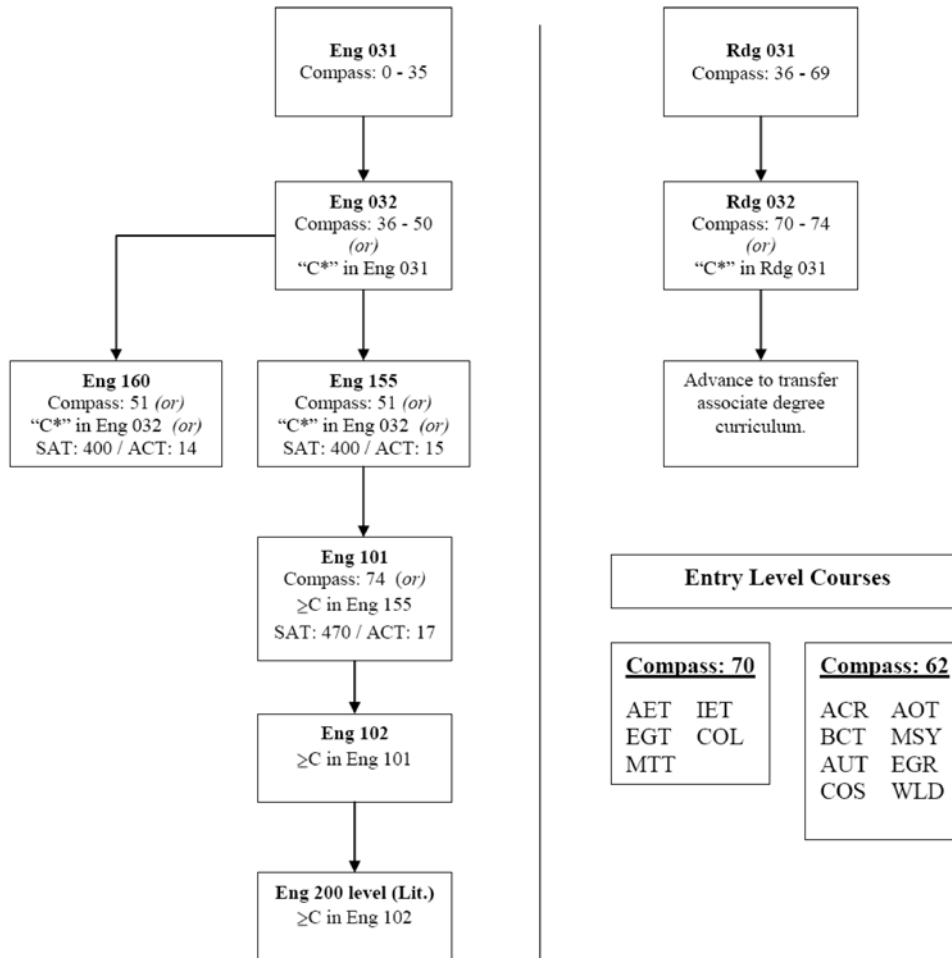 Eng 031
Compass: 0 - 35
Eng 032
Compass: 36 - 50
(or)
“C*” in Eng 031
Eng 160
Compass: 51 (or)
“C*” in Eng 032 (or)
SAT: 400 / ACT: 14
Eng 155
Compass: 51 (or)
“C*” in Eng 032 (or)
SAT: 400 / ACT: 15
Eng 101
Compass: 74 (or)
≥C in Eng 155
SAT: 470 / ACT: 17
Eng 102
≥C in Eng 101
Eng 200 level (Lit.)
≥C in Eng 102
Rdg 031
Compass: 36 - 69
Rdg 032
Compass: 70 - 74
(or)
“C*” in Rdg 031
Advance to transfer
associate degree
curriculum.
Entry Level Courses
Compass: 70
AET IET
EGT COL
MTT
Compass: 62
ACR AOT
BCT MSY
AUT EGR
COS WLD